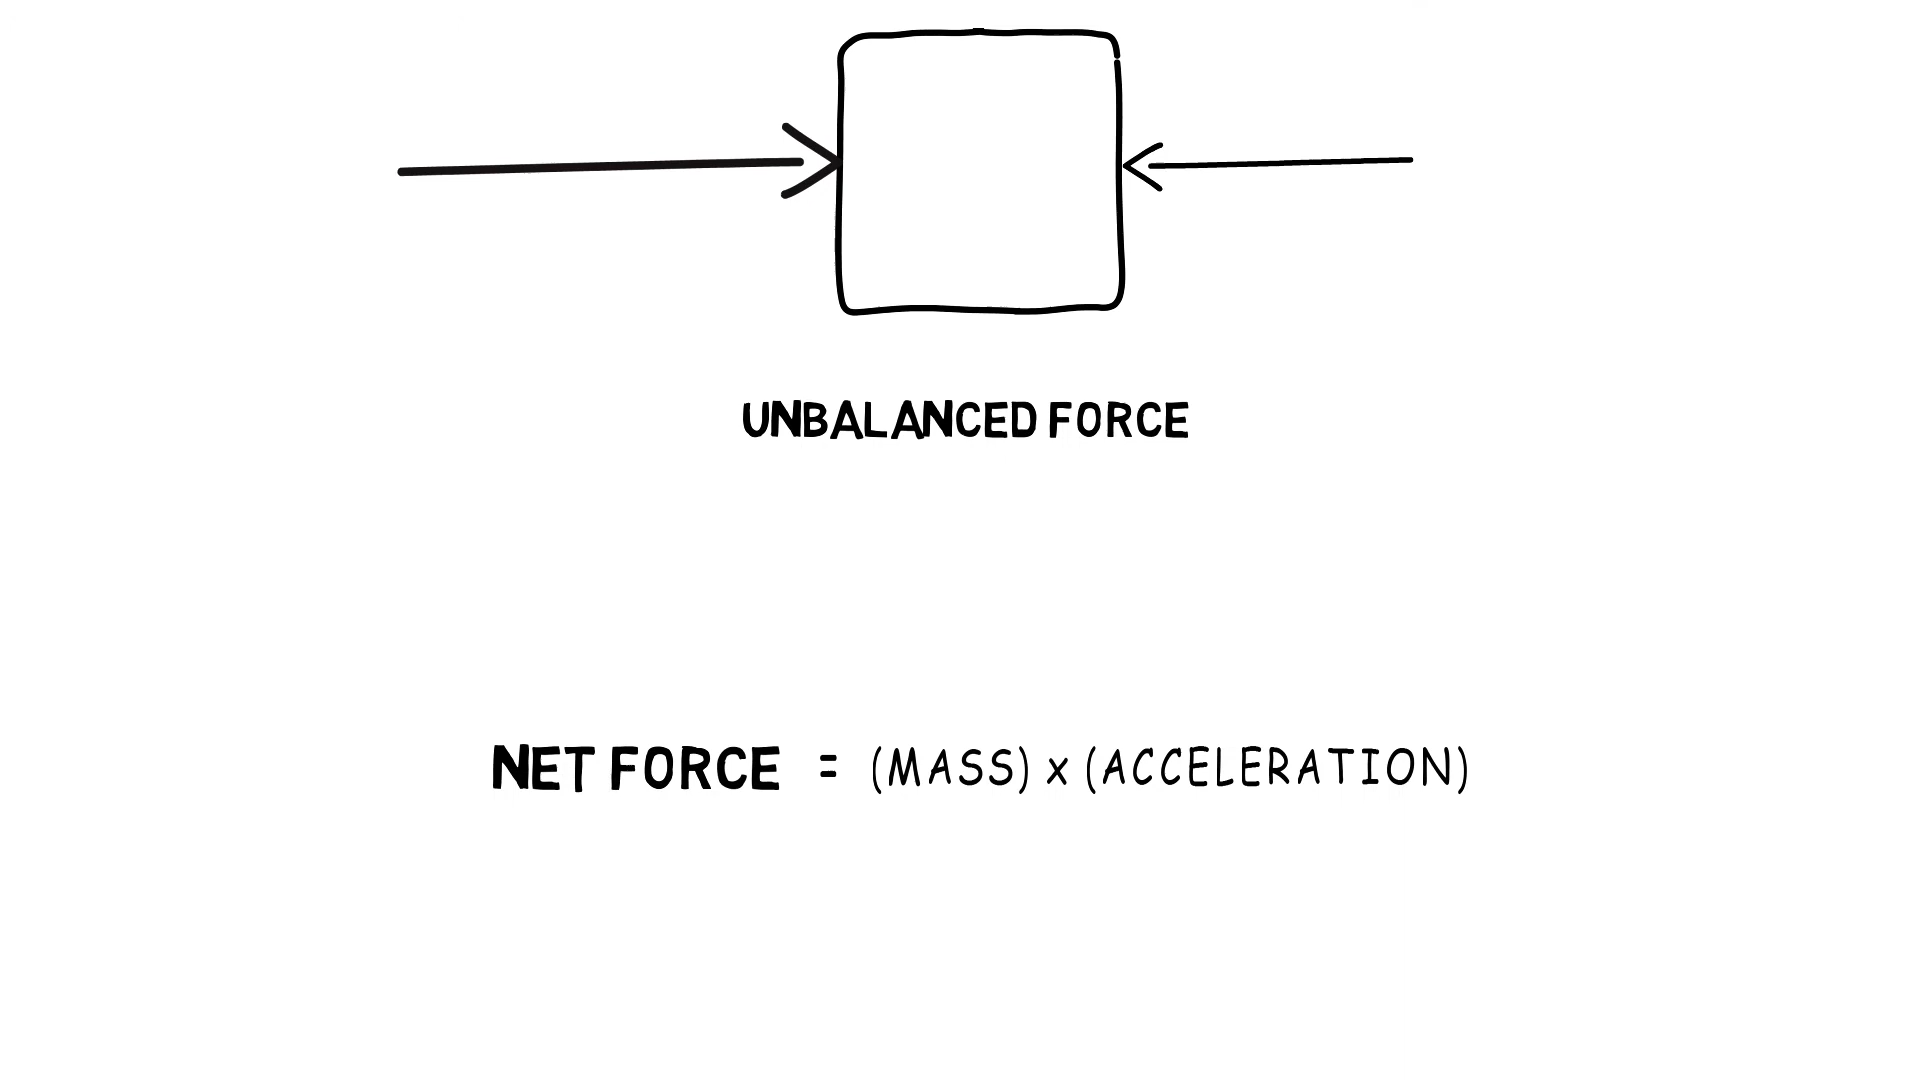 UNBALANCED FORCE
NET FORCE = (MASS) x (ACCELERATION)